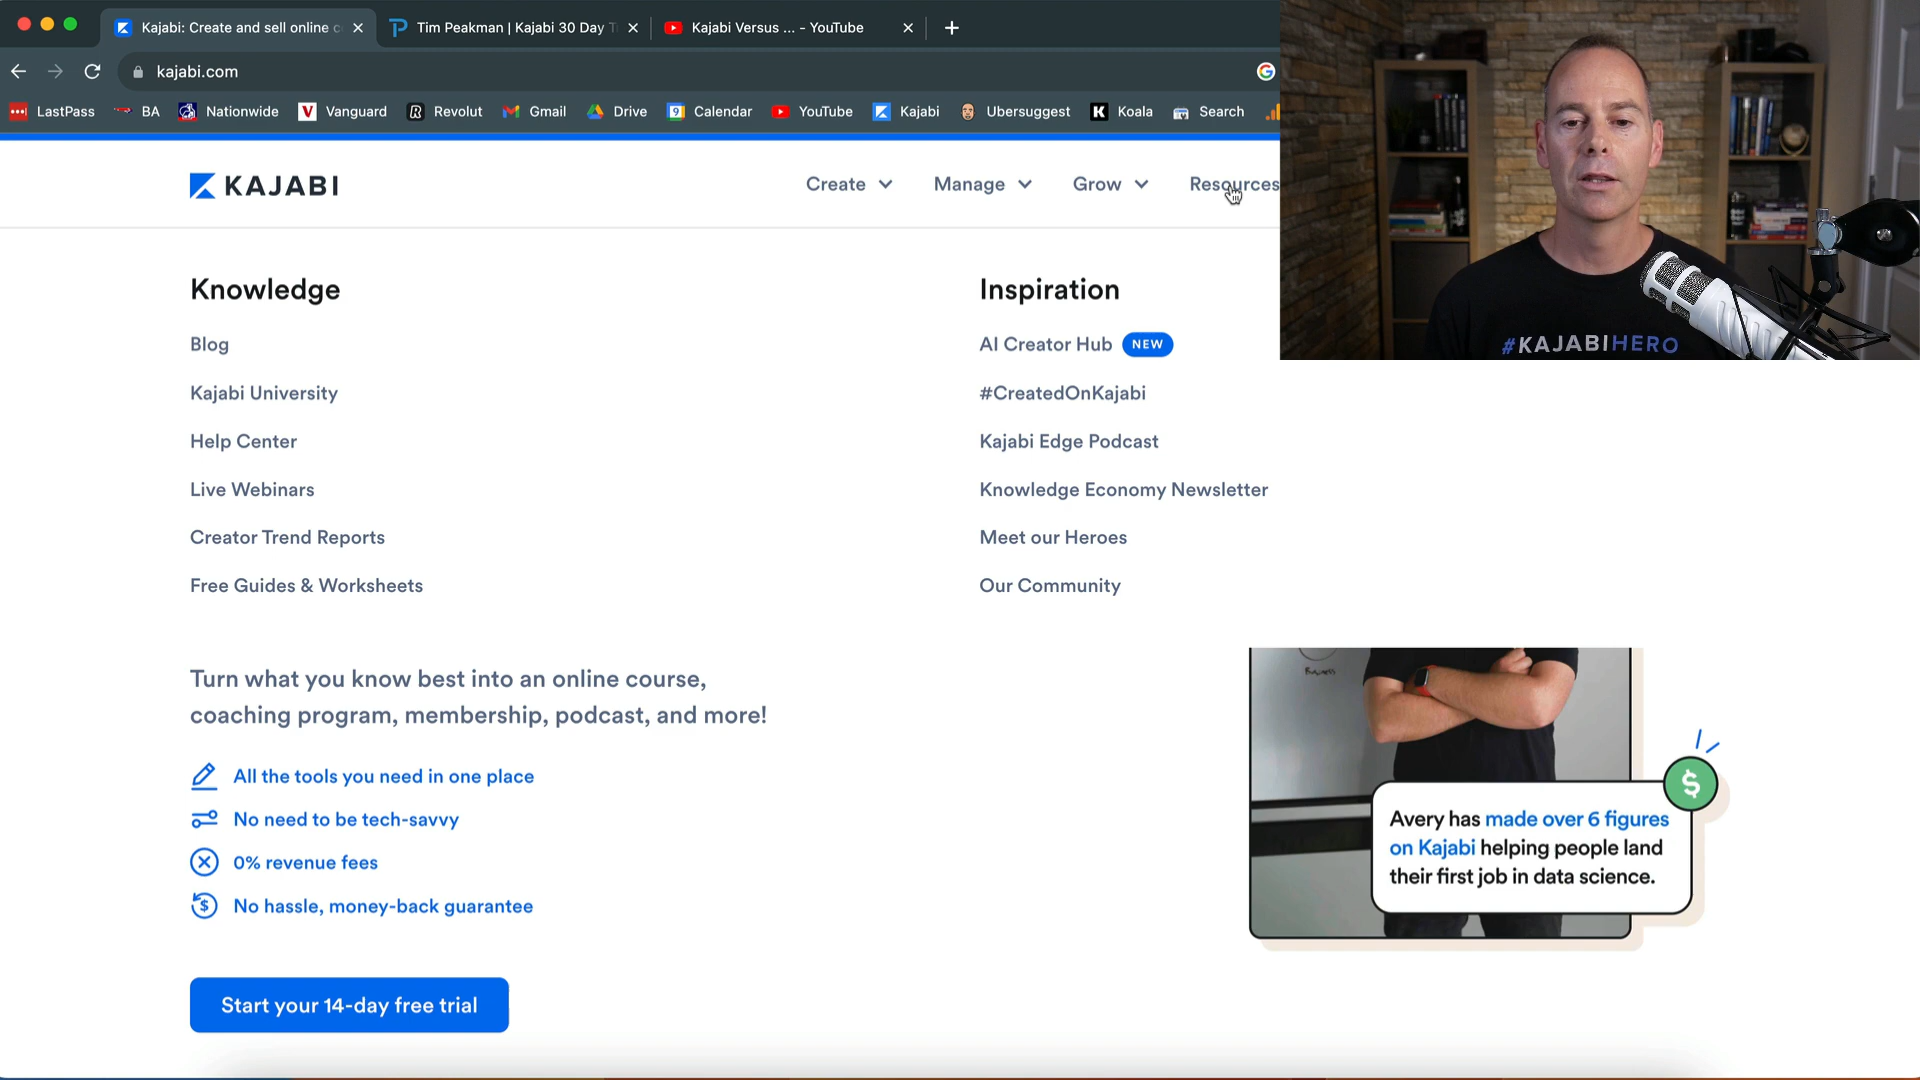 Kajabi: Create and sell online c
Tim Peakman | Kajabi 30 Day T
Kajabi Versus ... - YouTube
kajabi.com
LastPass
BA
Nationwide
Vanguard
Revolut
Gmail
Drive
Calendar
YouTube
Kajabi
Ubersuggest
Koala
Search
KAJABI
Create
Manage
Grow
Resources
Knowledge
Blog
Kajabi University
Help Center
Live Webinars
Creator Trend Reports
Free Guides & Worksheets
Inspiration
AI Creator Hub NEW
#CreatedOnKajabi
Kajabi Edge Podcast
Knowledge Economy Newsletter
Meet our Heroes
Our Community
#KAJABIHERO
Turn what you know best into an online course,
coaching program, membership, podcast, and more!
All the tools you need in one place
No need to be tech-savvy
0% revenue fees
No hassle, money-back guarantee
Start your 14-day free trial
Business
Avery has made over 6 figures
on Kajabi helping people land
their first job in data science.